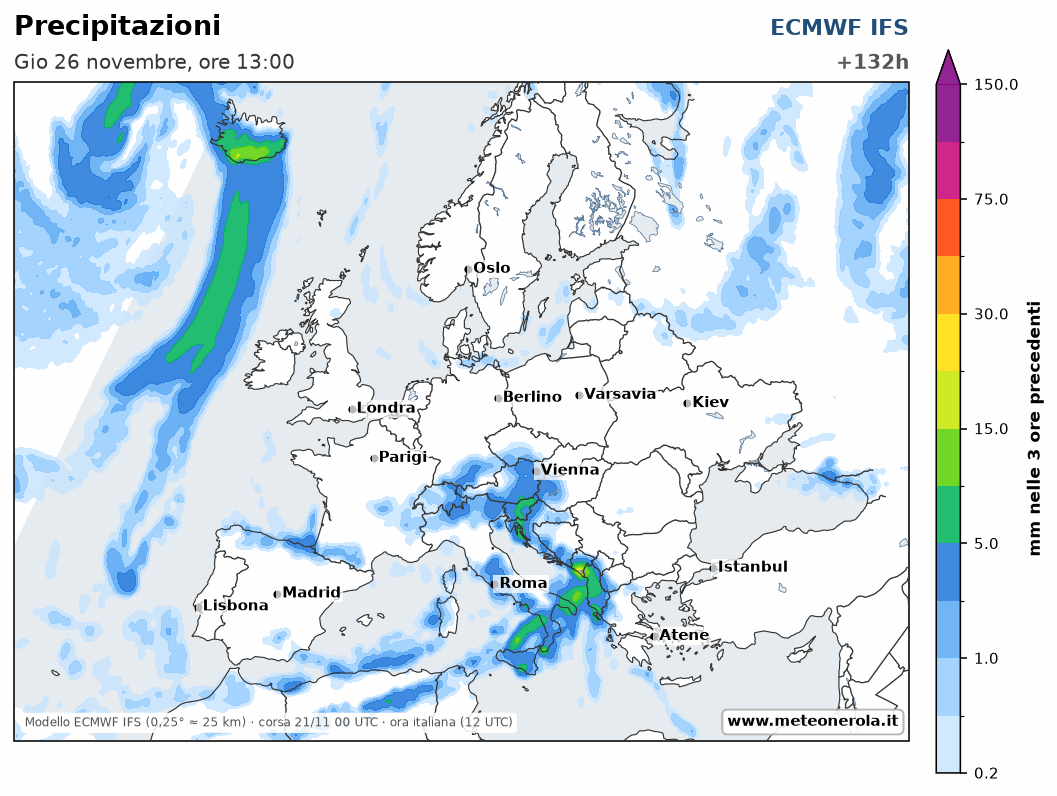 Precipitazioni
ECMWF IFS
Gio 26 novembre, ore 13:00
+132h
150.0
75.0
30.0
15.0
5.0
1.0
0.2
mm nelle 3 ore precedenti
Oslo
Berlino
Varsavia
Kiev
Londra
Parigi
Vienna
Istanbul
Roma
Madrid
Lisbona
Atene
Modello ECMWF IFS (0,25° ≈ 25 km) · corsa 21/11 00 UTC · ora italiana (12 UTC)
www.meteonerola.it